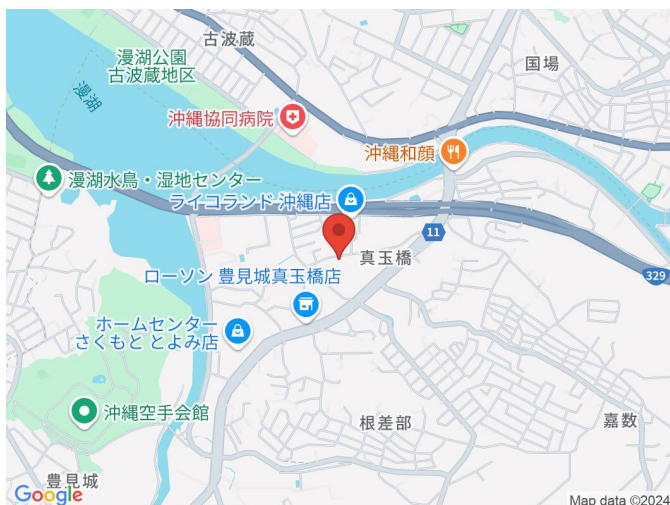 古波蔵
国場
漫湖公園
古波蔵地区
漫湖
沖縄協同病院
沖縄和顔
漫湖水鳥・湿地センター
ライコランド 沖縄店
11
真玉橋
329
ローソン 豊見城真玉橋店
ホームセンター
さくもと とよみ店
沖縄空手会館
根差部
嘉数
豊見城
Google
Map data ©2024